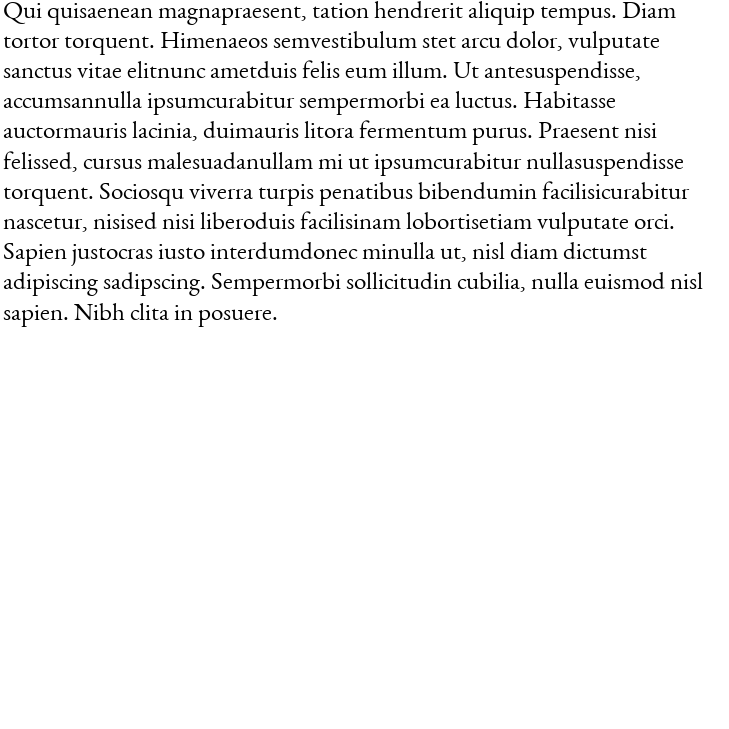 Qui quisaenean magnapraesent, tation hendrerit aliquip tempus. Diam
tortor torquent. Himenaeos semvestibulum stet arcu dolor, vulputate
sanctus vitae elitnunc ametduis felis eum illum. Ut antesuspendisse,
accumsannulla ipsumcurabitur sempermorbi ea luctus. Habitasse
auctormauris lacinia, duimauris litora fermentum purus. Praesent nisi
felissed, cursus malesuadanullam mi ut ipsumcurabitur nullasuspendisse
torquent. Sociosqu viverra turpis penatibus bibendumin facilisicurabitur
nascetur, nisised nisi liberoduis facilisinam lobortisetiam vulputate orci.
Sapien justocras iusto interdumdonec minulla ut, nisl diam dictumst
adipiscing sadipscing. Sempermorbi sollicitudin cubilia, nulla euismod nisl
sapien. Nibh clita in posuere.